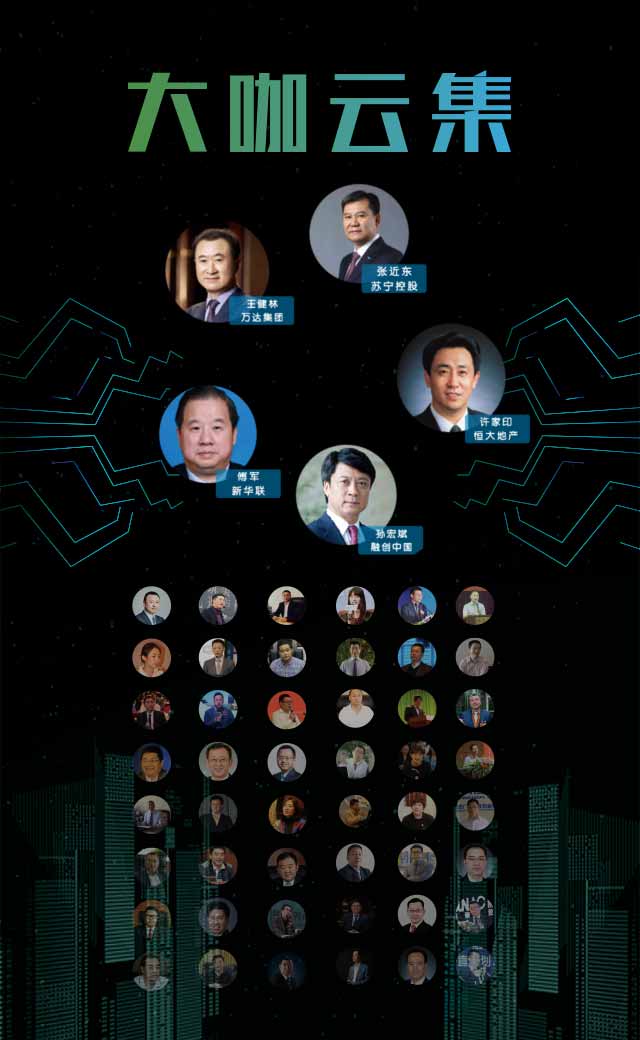 大咖云集
张近东
苏宁控股
王健林
万达集团
许家印
恒大地产
傅军
新华联
孙宏斌
融创中国